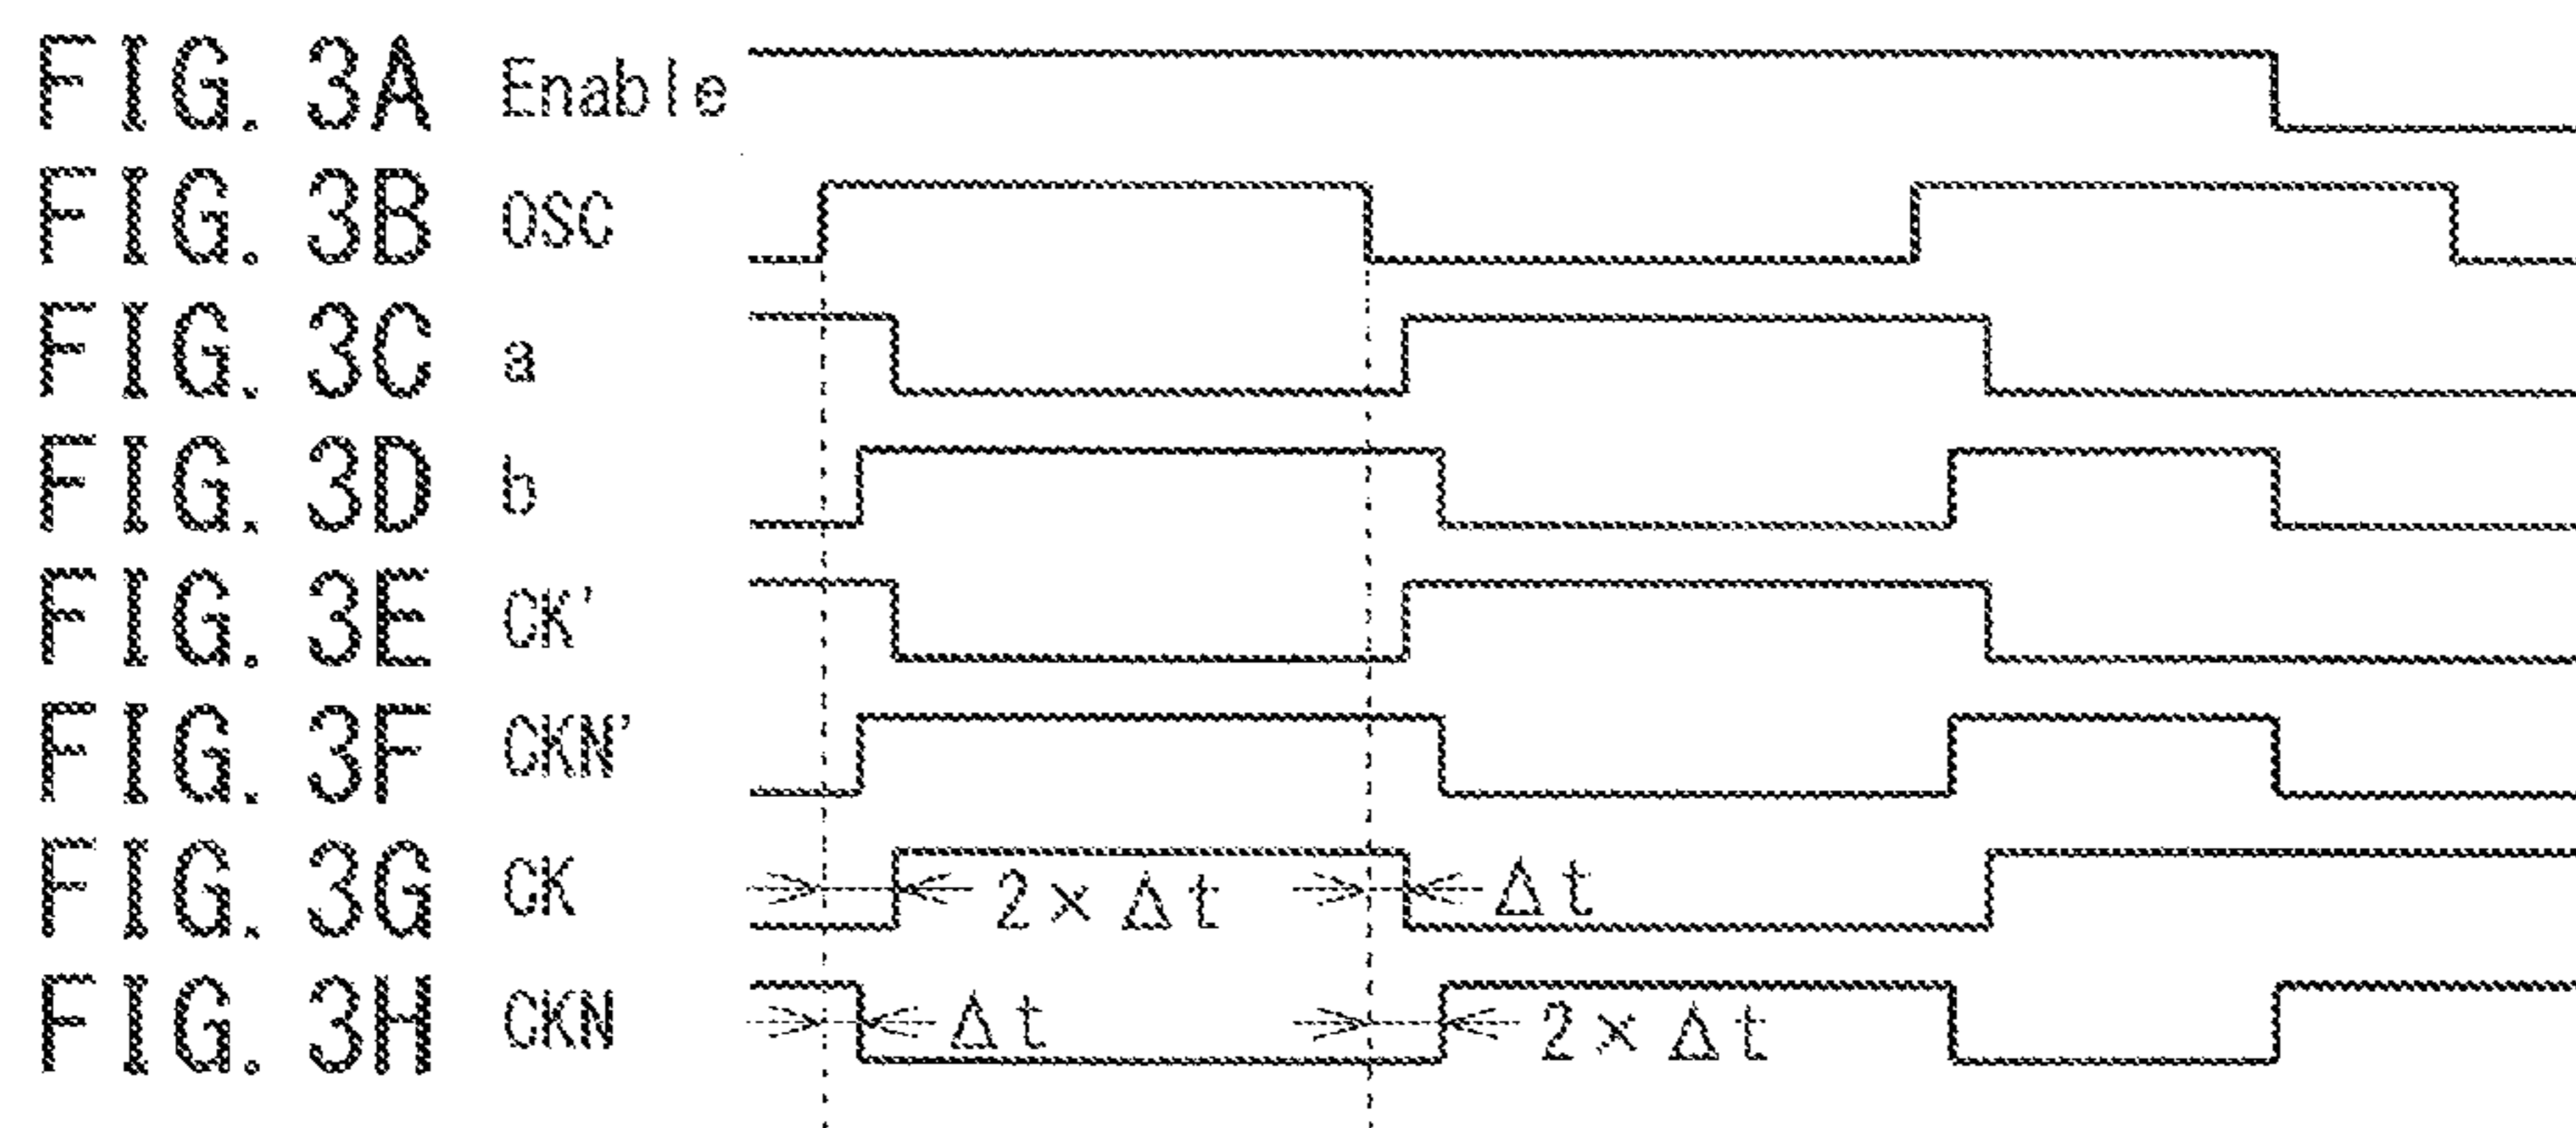 FIG. 3A Enable
FIG. 3B OSC
FIG. 3C a
FIG. 3D b
FIG. 3E CK'
FIG. 3F CKN'
FIG. 3G CK 2×Δt Δt
FIG. 3H CKN Δt 2×Δt